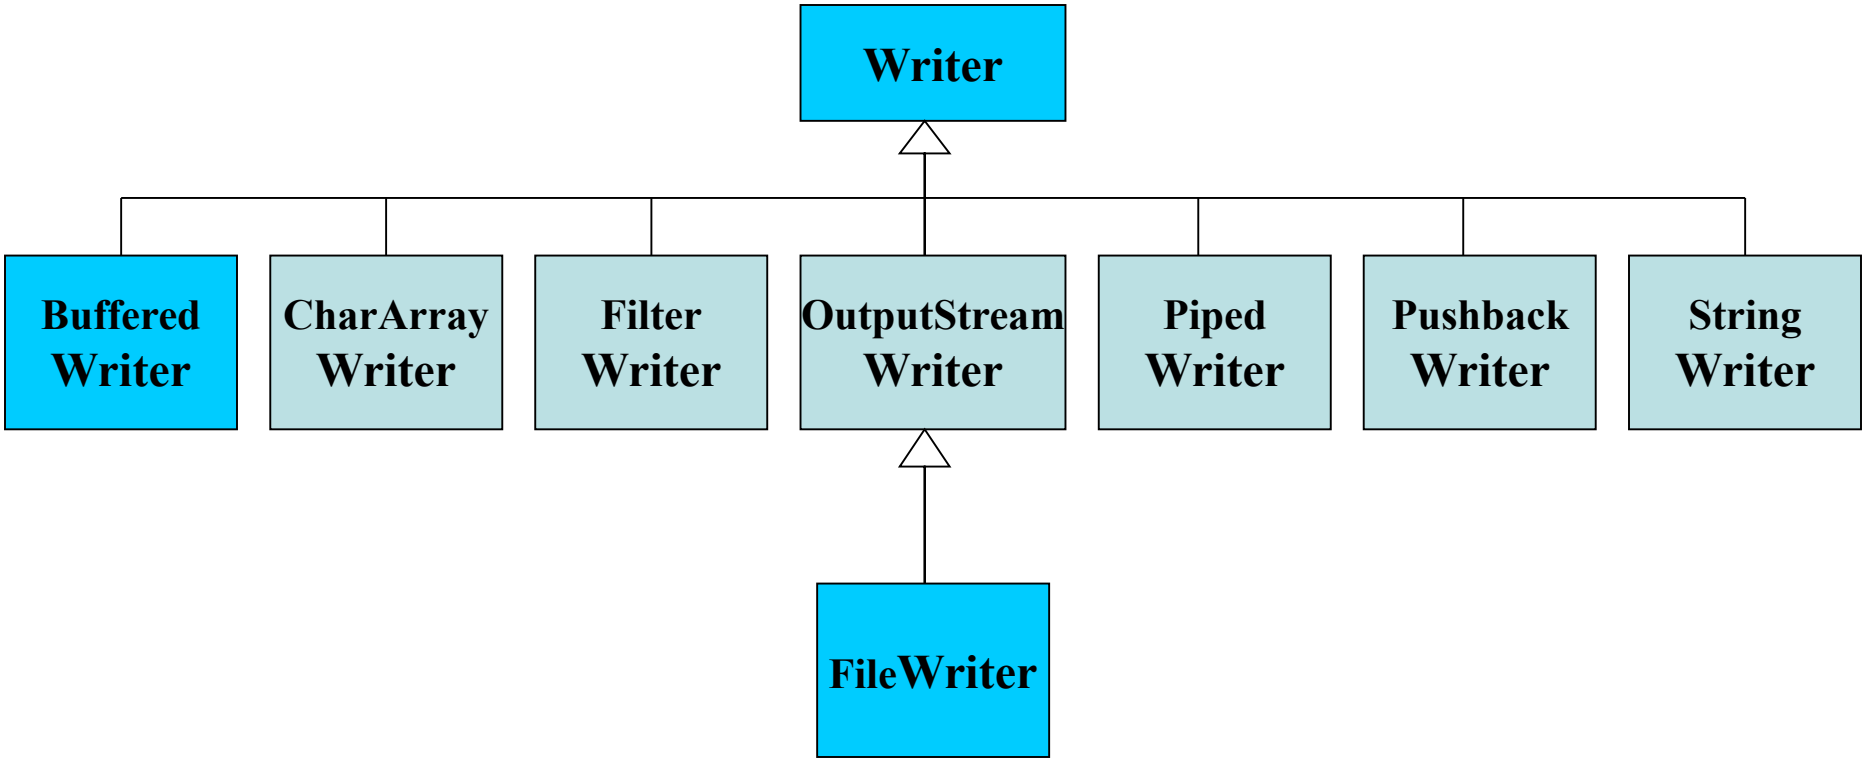 Writer
Buffered
Writer
CharArray
Writer
Filter
Writer
OutputStream
Writer
Piped
Writer
Pushback
Writer
String
Writer
FileWriter